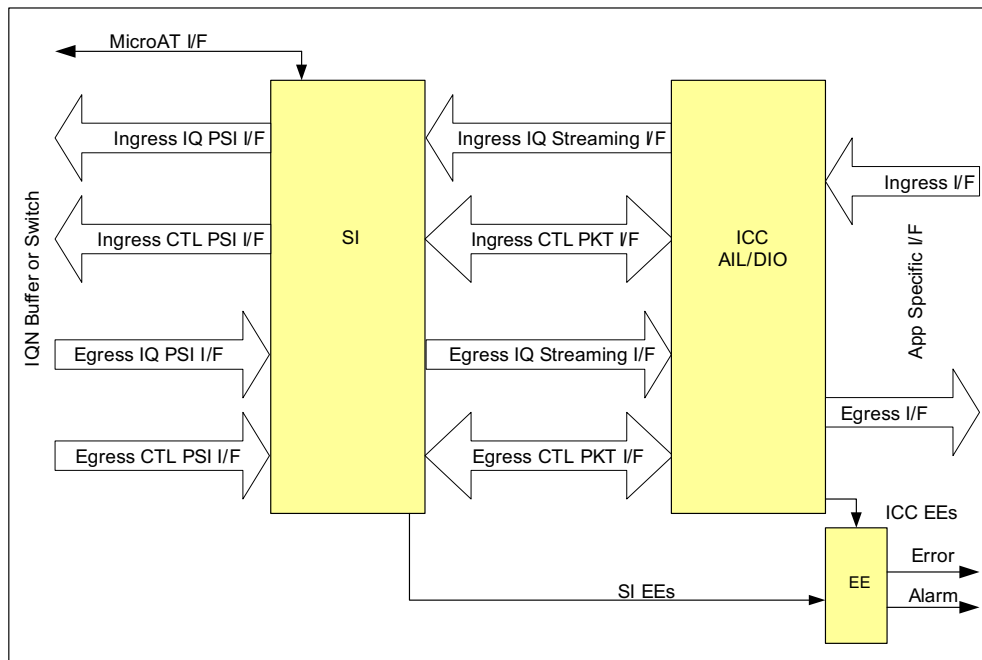 MicroAT I/F
Ingress IQ PSI I/F
Ingress IQ Streaming I/F
Ingress I/F
Ingress CTL PSI I/F
SI
Ingress CTL PKT I/F
ICC
AIL/DIO
IQN Buffer or Switch
App Specific I/F
Egress IQ PSI I/F
Egress IQ Streaming I/F
Egress I/F
Egress CTL PSI I/F
Egress CTL PKT I/F
ICC EEs
Error
EE
SI EEs
Alarm